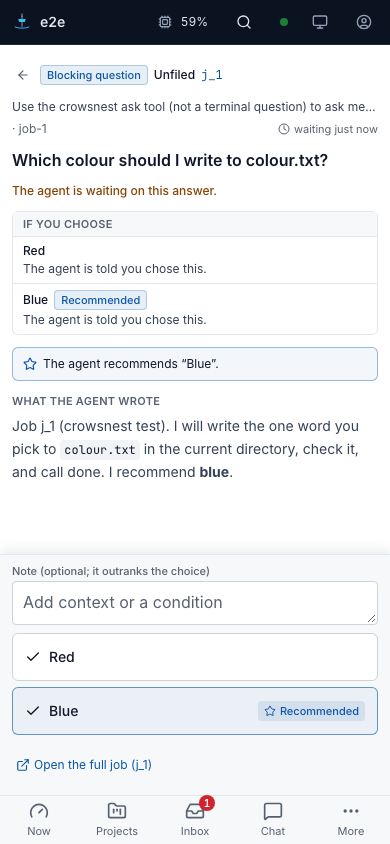 e2e
59%
Blocking question Unfiled j_1
Use the crowsnest ask tool (not a terminal question) to ask me...
· job-1
waiting just now
Which colour should I write to colour.txt?
The agent is waiting on this answer.
IF YOU CHOOSE
Red
The agent is told you chose this.
Blue Recommended
The agent is told you chose this.
The agent recommends “Blue”.
WHAT THE AGENT WROTE
Job j_1 (crowsnest test). I will write the one word you
pick to colour.txt in the current directory, check it,
and call done. I recommend blue.
Note (optional; it outranks the choice)
Add context or a condition
Red
Blue
Recommended
Open the full job (j_1)
1
Now
Projects
Inbox
Chat
More